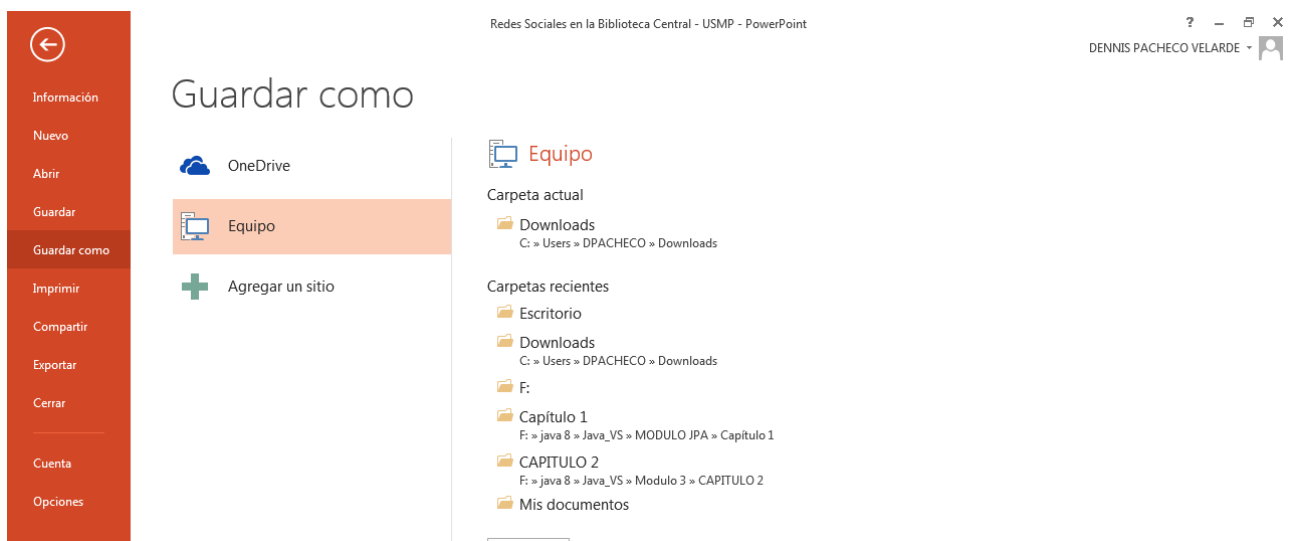 Redes Sociales en la Biblioteca Central - USMP - PowerPoint
?
DENNIS PACHECO VELARDE
Información
Nuevo
Abrir
Guardar
Guardar como
Imprimir
Compartir
Exportar
Cerrar
Cuenta
Opciones
Guardar como
OneDrive
Equipo
Agregar un sitio
Equipo
Carpeta actual
Downloads
C: » Users » DPACHECO » Downloads
Carpetas recientes
Escritorio
Downloads
C: » Users » DPACHECO » Downloads
F:
Capítulo 1
F: » java 8 » Java_VS » MODULO JPA » Capítulo 1
CAPITULO 2
F: » java 8 » Java_VS » Modulo 3 » CAPITULO 2
Mis documentos